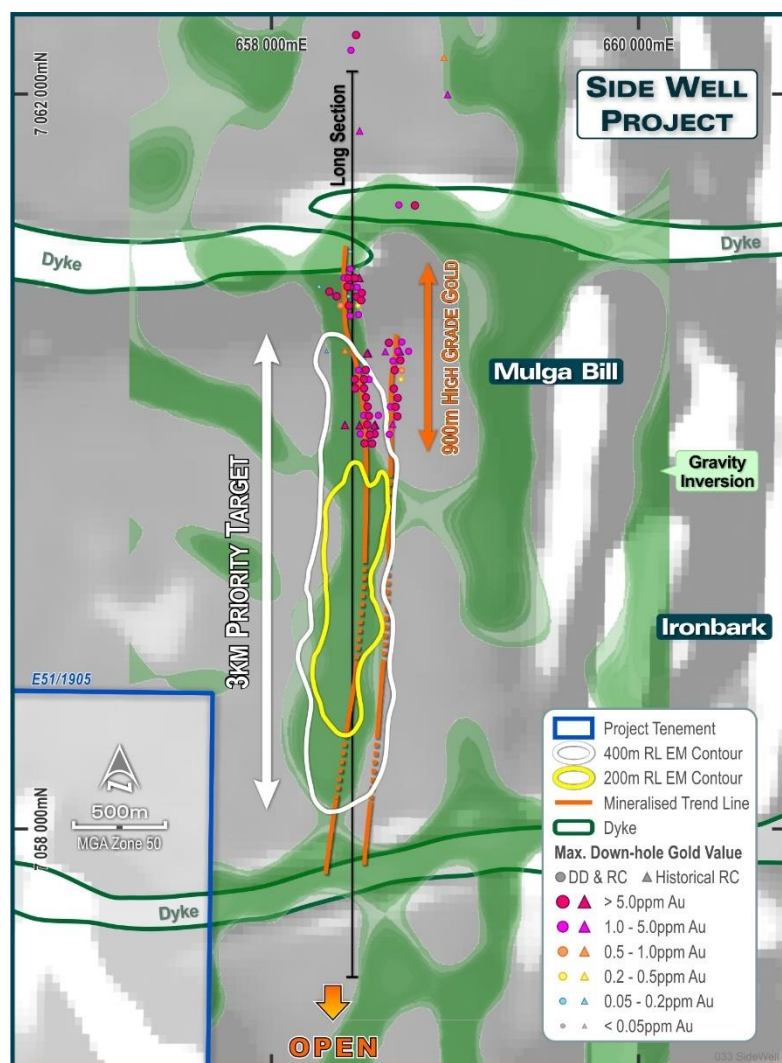 658 000mE
660 000mE
7 062 000mN
SIDE WELL
PROJECT
Long Section
Dyke
Dyke
900m HIGH GRADE GOLD
Mulga Bill
3KM PRIORITY TARGET
Gravity
Inversion
Ironbark
E51/1905
N
500m
MGA Zone 50
7 058 000mN
Dyke
OPEN
Project Tenement
400m RL EM Contour
200m RL EM Contour
Mineralised Trend Line
Dyke
Max. Down-hole Gold Value
DD & RC Historical RC
> 5.0ppm Au
1.0 - 5.0ppm Au
0.5 - 1.0ppm Au
0.2 - 0.5ppm Au
0.05 - 0.2ppm Au
< 0.05ppm Au
033 SideWell